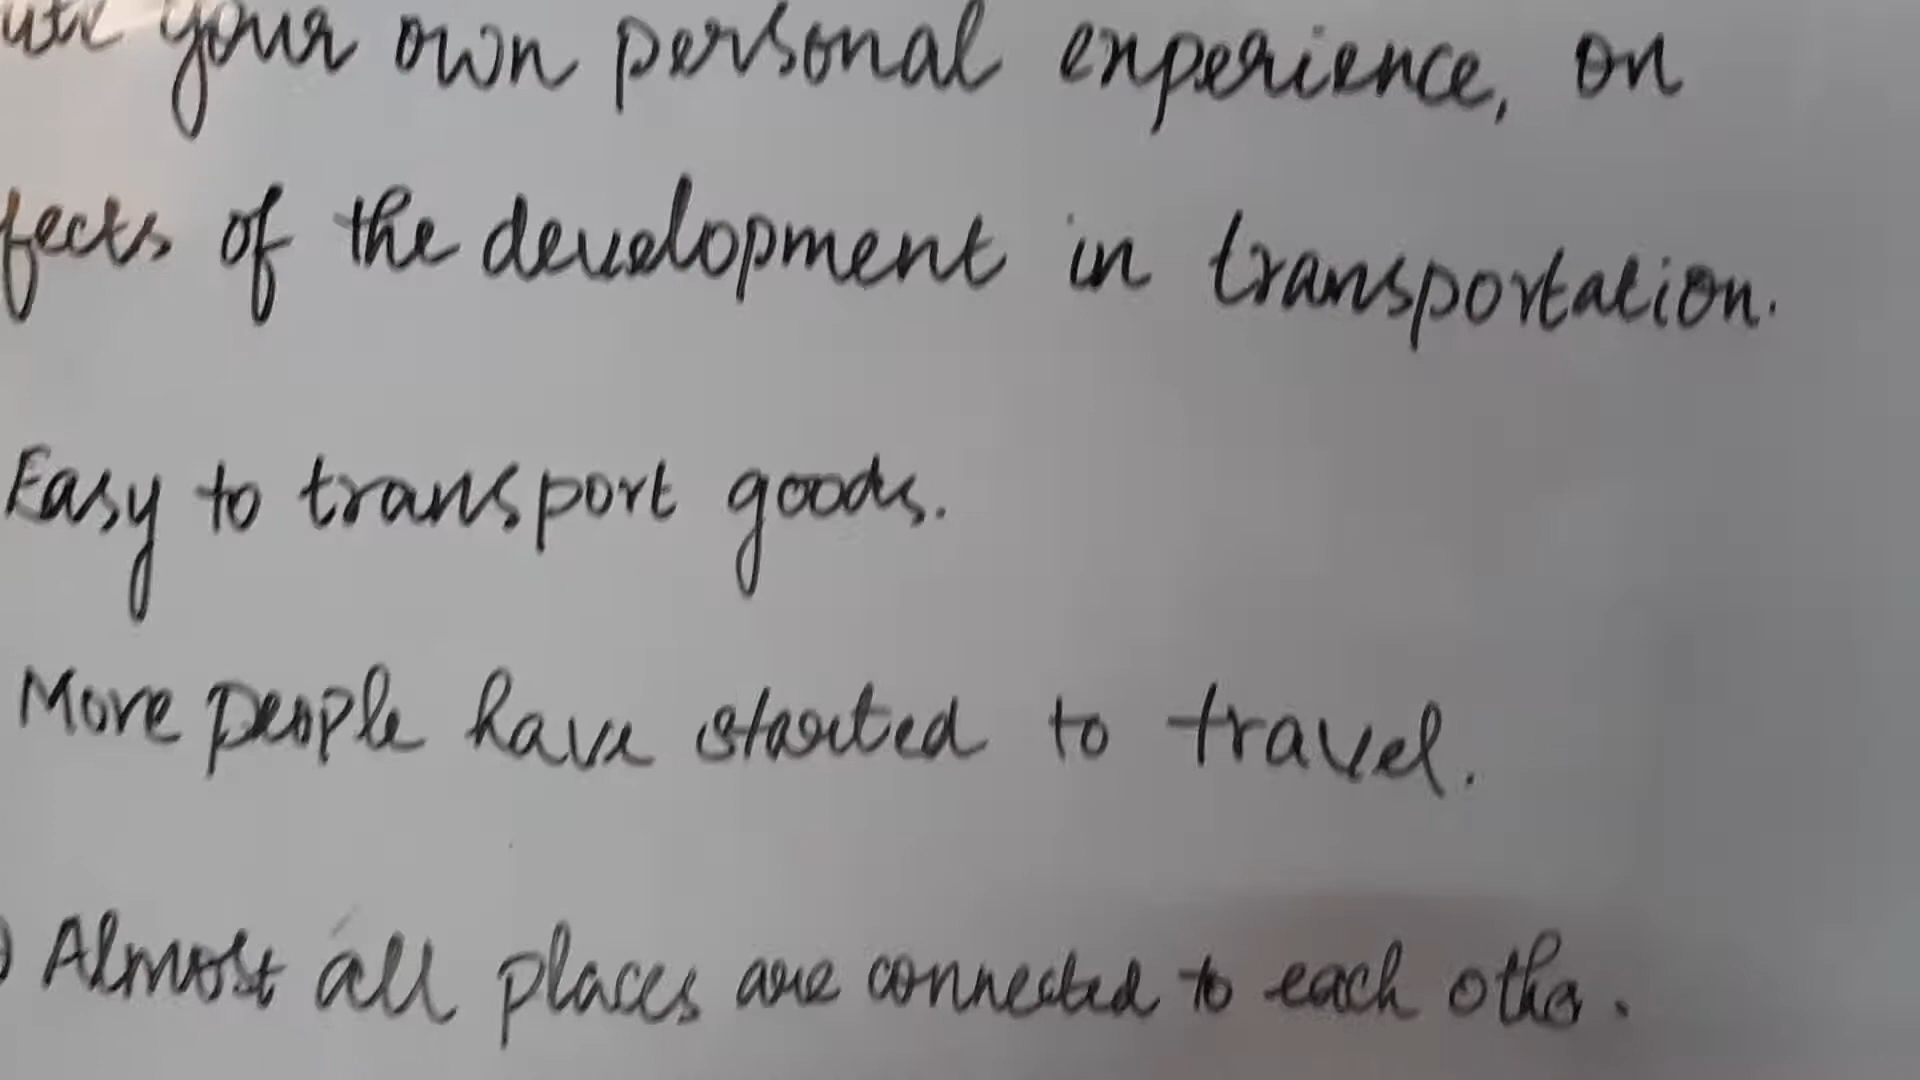 your own personal experience, on
fects of the development in transportation.
Easy to transport goods.
More people have started to travel.
) Almost all places are connected to each other.